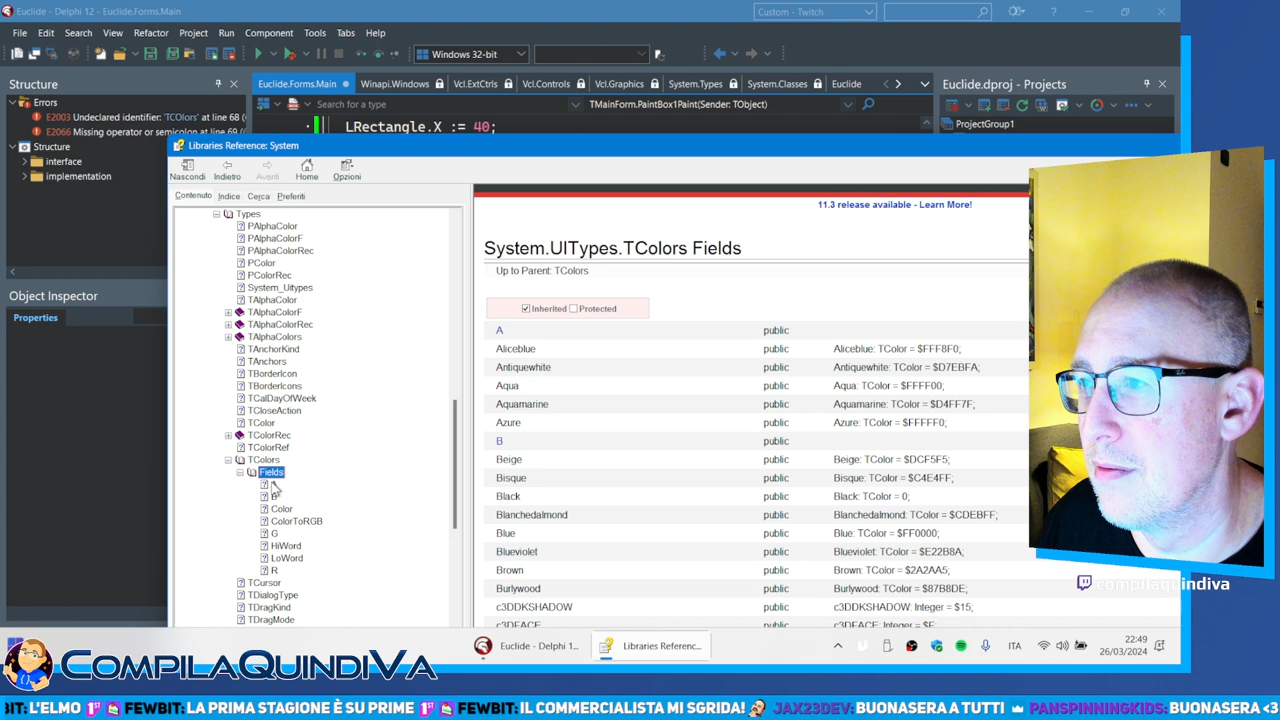 Euclide - Delphi 12 - Euclide.Forms.Main
Custom - Twitch
File Edit Search View Refactor Project Run Component Tools Tabs Help
Windows 32-bit
Structure
Errors
E2003 Undeclared identifier: 'TCOlors' at line 68 (
E2066 Missing operator or semicolon at line 6
Structure
interface
implementation
Object Inspector
Properties
Euclide.Forms.Main Winapi.Windows Vcl.ExtCtrls Vcl.Controls Vcl.Graphics System.Types System.Classes Euclide
Search for a type
TMainForm.PaintBox1Paint(Sender: TObject)
LRectangle.X := 40;
Euclide.dproj - Projects
ProjectGroup1
Libraries Reference: System
Nascondi Indietro Avanti Home Opzioni
Contenuto Indice Cerca Preferiti
Types
PAlphaColor
PAlphaColorF
PAlphaColorRec
PColor
PColorRec
System_Uitypes
TAlphaColor
TAlphaColorF
TAlphaColorRec
TAlphaColors
TAnchorKind
TAnchors
TBorderIcon
TBorderIcons
TCalDayOfWeek
TCloseAction
TColor
TColorRec
TColorRef
TColors
Fields
A
B
Color
ColorToRGB
G
HiWord
LoWord
R
TCursor
TDialogType
TDragKind
TDragMode
11.3 release available - Learn More!
System.UITypes.TColors Fields
Up to Parent: TColors
Inherited Protected
A public
Aliceblue public Aliceblue: TColor = $FFF8F0;
Antiquewhite public Antiquewhite: TColor = $D7EBFA;
Aqua public Aqua: TColor = $FFFF00;
Aquamarine public Aquamarine: TColor = $D4FF7F;
Azure public Azure: TColor = $FFFFF0;
B public
Beige public Beige: TColor = $DCF5F5;
Bisque public Bisque: TColor = $C4E4FF;
Black public Black: TColor = 0;
Blanchedalmond public Blanchedalmond: TColor = $CDEBFF;
Blue public Blue: TColor = $FF0000;
Blueviolet public Blueviolet: TColor = $E22B8A;
Brown public Brown: TColor = $2A2AA5;
Burlywood public Burlywood: TColor = $87B8DE;
c3DDKSHADOW public c3DDKSHADOW: Integer = $15;
c3DFACE public c3DFACE: Integer = $F;
compilaquindiva
Euclide - Delphi 12...
Libraries Referenc...
ITA
22:49
26/03/2024
COMPILAQUINDIVA
BIT: L'ELMO 1st FEWBIT: LA PRIMA STAGIONE È SU PRIME 1st FEWBIT: IL COMMERCIALISTA MI SGRIDA! JAX23DEV: BUONASERA A TUTTI PANSPINNINGKIDS: BUONASERA <3